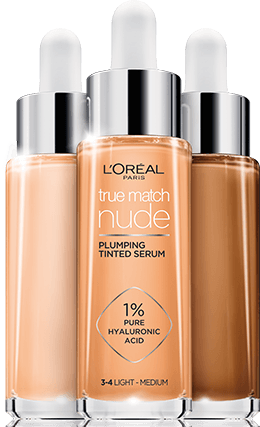 L'ORÉAL
PARIS
true match
nude
PLUMPING
TINTED SERUM
1%
PURE
HYALURONIC
ACID
3-4 LIGHT - MEDIUM